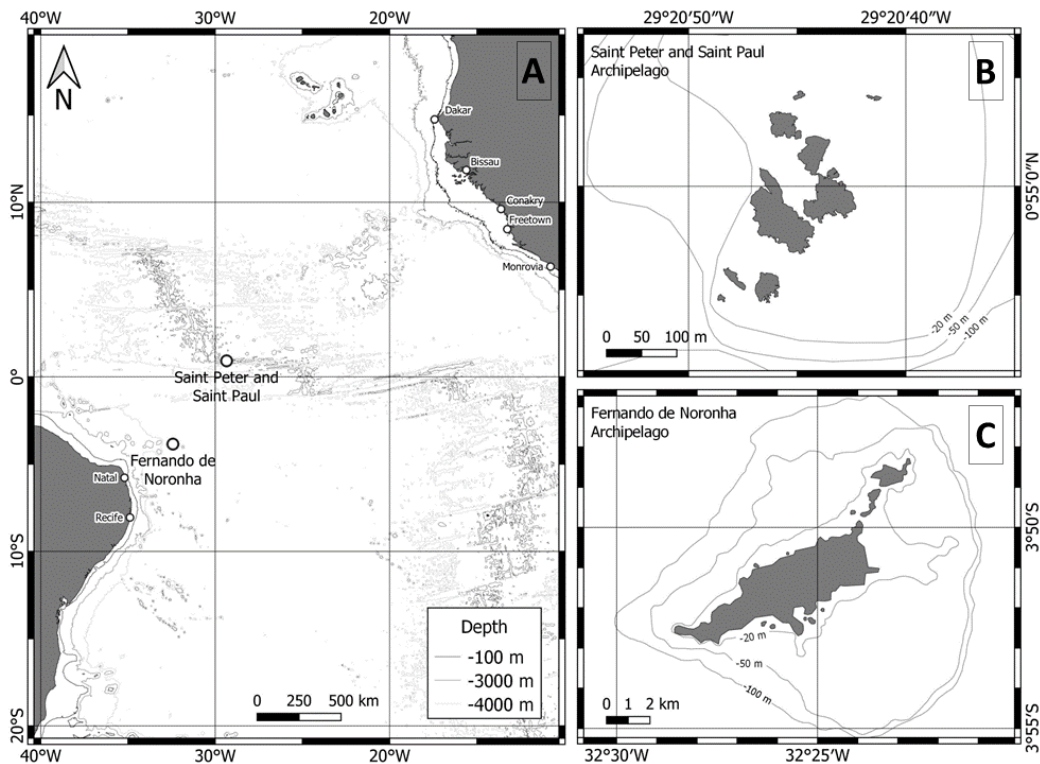 40°W 30°W 20°W
A
N
Dakar
Bissau
Conakry
Freetown
Monrovia
10°N
Saint Peter and
Saint Paul
0°
Fernando de
Noronha
Natal
Recife
10°S
Depth
-100 m
-3000 m
-4000 m
0 250 500 km
20°S
40°W 30°W 20°W
29°20'50"W 29°20'40"W
Saint Peter and Saint Paul
Archipelago
B
0°55'0"N
-20 m
-50 m
-100 m
0 50 100 m
Fernando de Noronha
Archipelago
C
3°50'S
-20 m
-50 m
-100 m
0 1 2 km
3°55'S
32°30'W 32°25'W